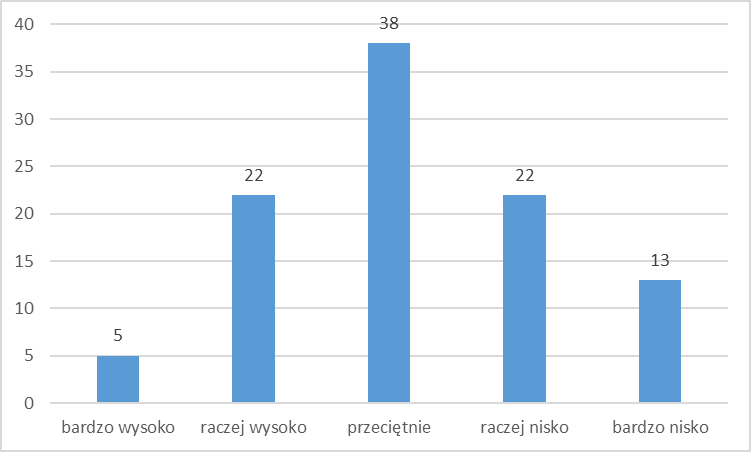 40
35
30
25
20
15
10
5
0
5
22
38
22
13
bardzo wysoko
raczej wysoko
przeciętnie
raczej nisko
bardzo nisko